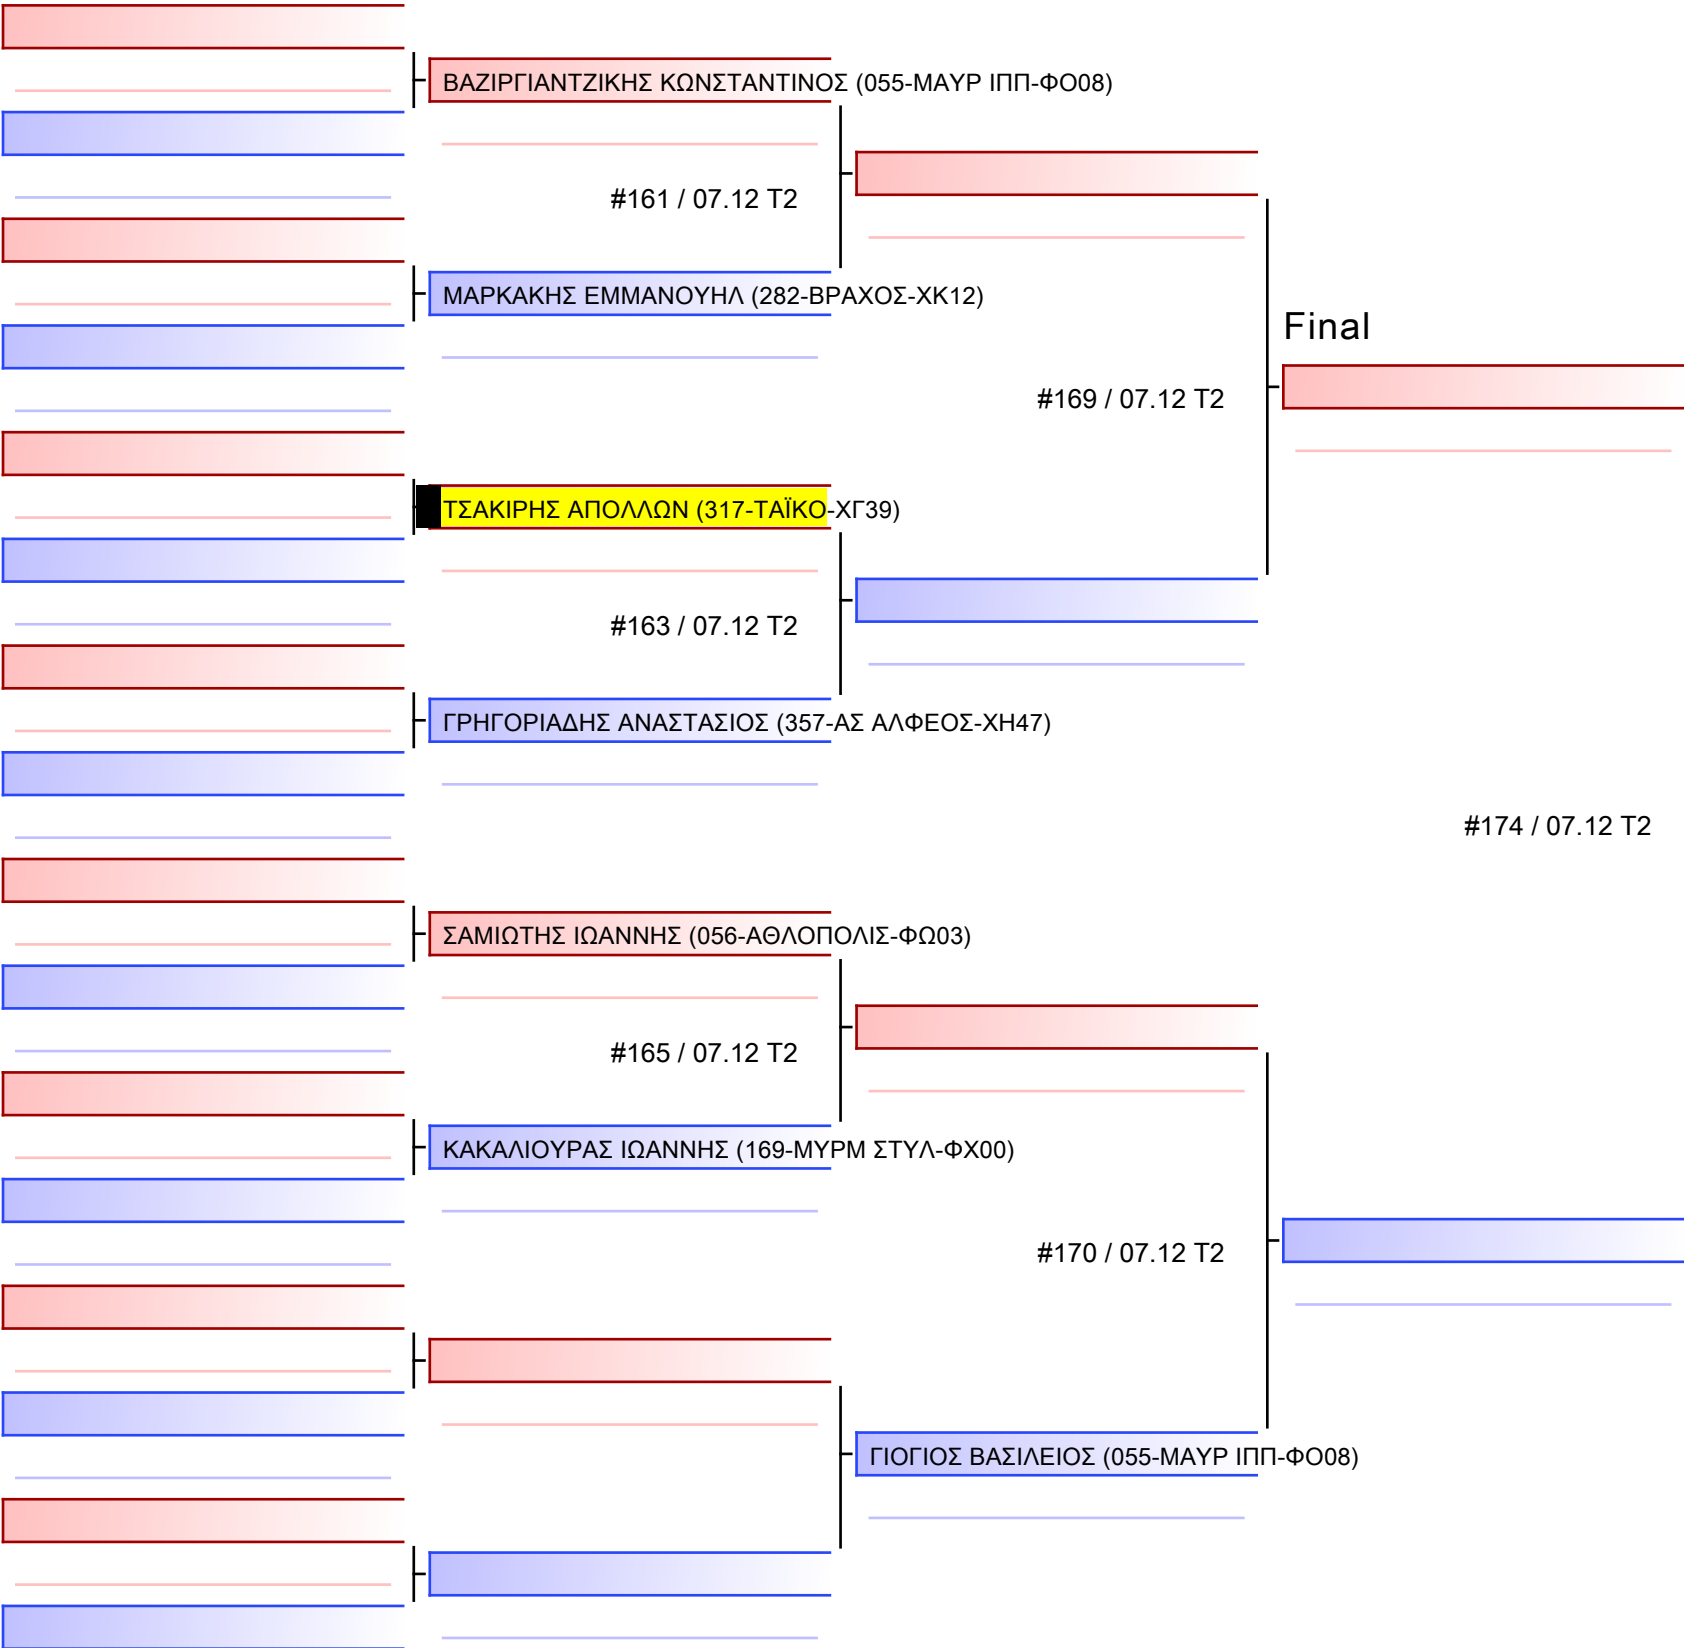 ΒΑΖΙΡΓΙΑΝΤΖΙΚΗΣ ΚΩΝΣΤΑΝΤΙΝΟΣ (055-ΜΑΥΡ ΙΠΠ-ΦΟ08)
#161 / 07.12 T2
ΜΑΡΚΑΚΗΣ ΕΜΜΑΝΟΥΗΛ (282-ΒΡΑΧΟΣ-ΧΚ12)
Final
#169 / 07.12 T2
ΤΣΑΚΙΡΗΣ ΑΠΟΛΛΩΝ (317-ΤΑΪΚΟ-ΧΓ39)
#163 / 07.12 T2
ΓΡΗΓΟΡΙΑΔΗΣ ΑΝΑΣΤΑΣΙΟΣ (357-ΑΣ ΑΛΦΕΟΣ-ΧΗ47)
#174 / 07.12 T2
ΣΑΜΙΩΤΗΣ ΙΩΑΝΝΗΣ (056-ΑΘΛΟΠΟΛΙΣ-ΦΩ03)
#165 / 07.12 T2
ΚΑΚΑΛΙΟΥΡΑΣ ΙΩΑΝΝΗΣ (169-ΜΥΡΜ ΣΤΥΛ-ΦΧ00)
#170 / 07.12 T2
ΓΙΟΓΙΟΣ ΒΑΣΙΛΕΙΟΣ (055-ΜΑΥΡ ΙΠΠ-ΦΟ08)